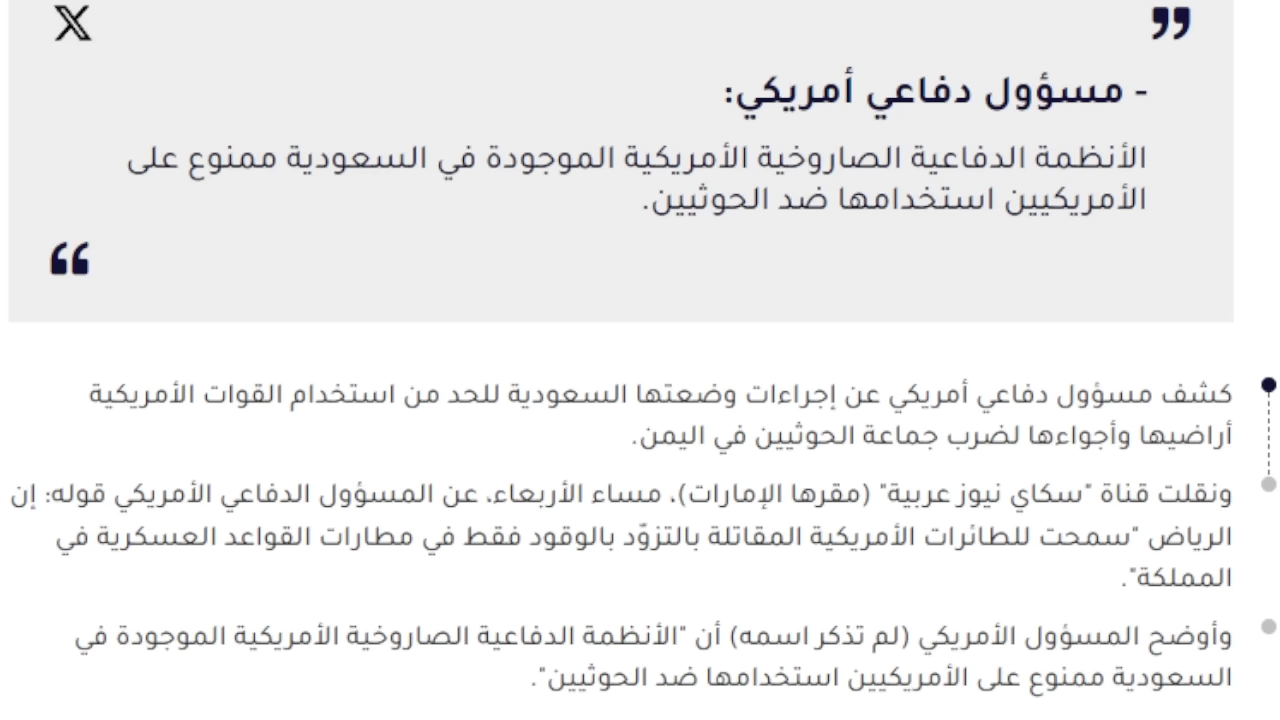 - مسؤول دفاعي أمريكي:
الأنظمة الدفاعية الصاروخية الأمريكية الموجودة في السعودية ممنوع على
الأمريكيين استخدامها ضد الحوثيين.
كشف مسؤول دفاعي أمريكي عن إجراءات وضعتها السعودية للحد من استخدام القوات الأمريكية
أراضيها وأجواءها لضرب جماعة الحوثيين في اليمن.
ونقلت قناة "سكاي نيوز عربية" (مقرها الإمارات)، مساء الأربعاء، عن المسؤول الدفاعي الأمريكي قوله: إن
الرياض "سمحت للطائرات الأمريكية المقاتلة بالتزوّد بالوقود فقط في مطارات القواعد العسكرية في
المملكة".
وأوضح المسؤول الأمريكي (لم تذكر اسمه) أن "الأنظمة الدفاعية الصاروخية الأمريكية الموجودة في
السعودية ممنوع على الأمريكيين استخدامها ضد الحوثيين".